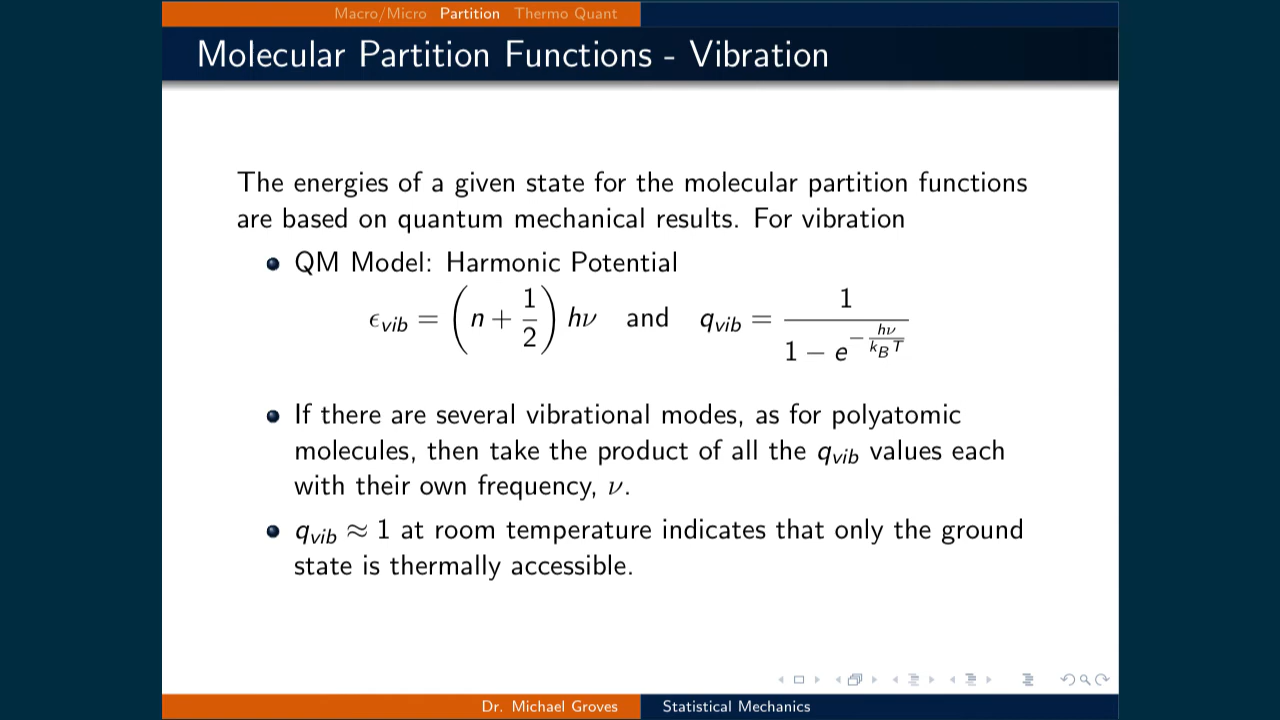 Macro/Micro Partition Thermo Quant
Molecular Partition Functions - Vibration
The energies of a given state for the molecular partition functions
are based on quantum mechanical results. For vibration
QM Model: Harmonic Potential
ϵ_vib = (n + 1/2) hν and q_vib = 1/(1 − e^(−hν/(k_B T)))
If there are several vibrational modes, as for polyatomic
molecules, then take the product of all the q_vib values each
with their own frequency, ν.
q_vib ≈ 1 at room temperature indicates that only the ground
state is thermally accessible.
Dr. Michael Groves Statistical Mechanics